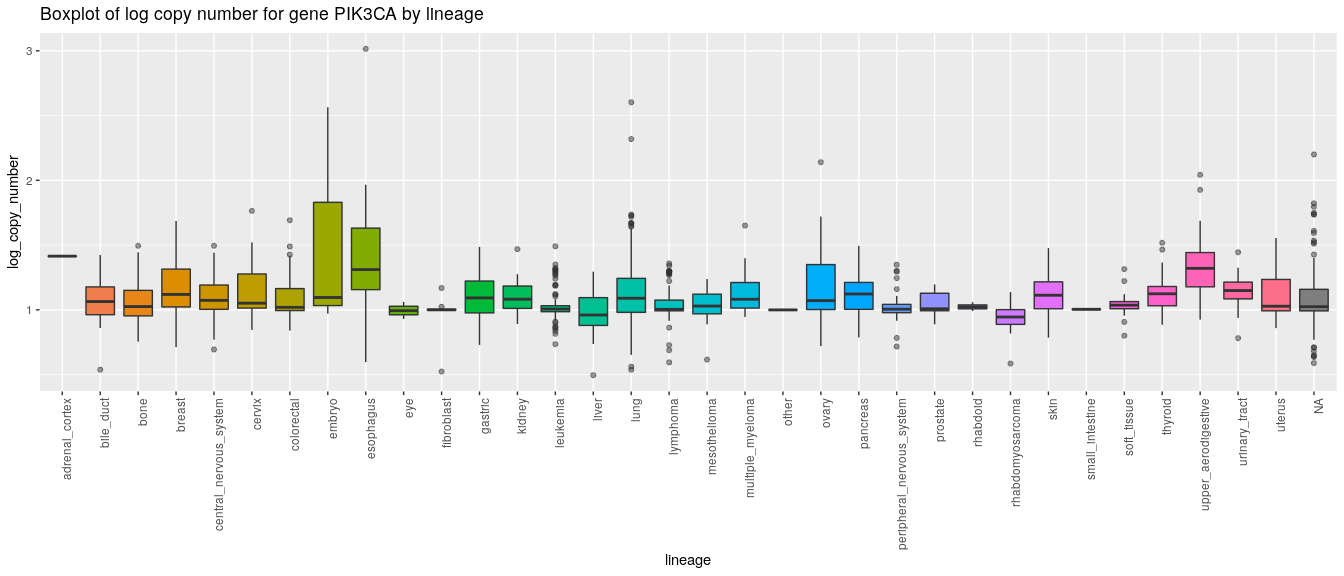 Boxplot of log copy number for gene PIK3CA by lineage
log_copy_number
3
2
1
adrenal_cortex
bile_duct
bone
breast
central_nervous_system
cervix
colorectal
embryo
esophagus
eye
fibroblast
gastric
kidney
leukemia
liver
lung
lymphoma
mesothelioma
multiple_myeloma
other
ovary
pancreas
peripheral_nervous_system
prostate
rhabdoid
rhabdomyosarcoma
skin
small_intestine
soft_tissue
thyroid
upper_aerodigestive
urinary_tract
uterus
NA
lineage